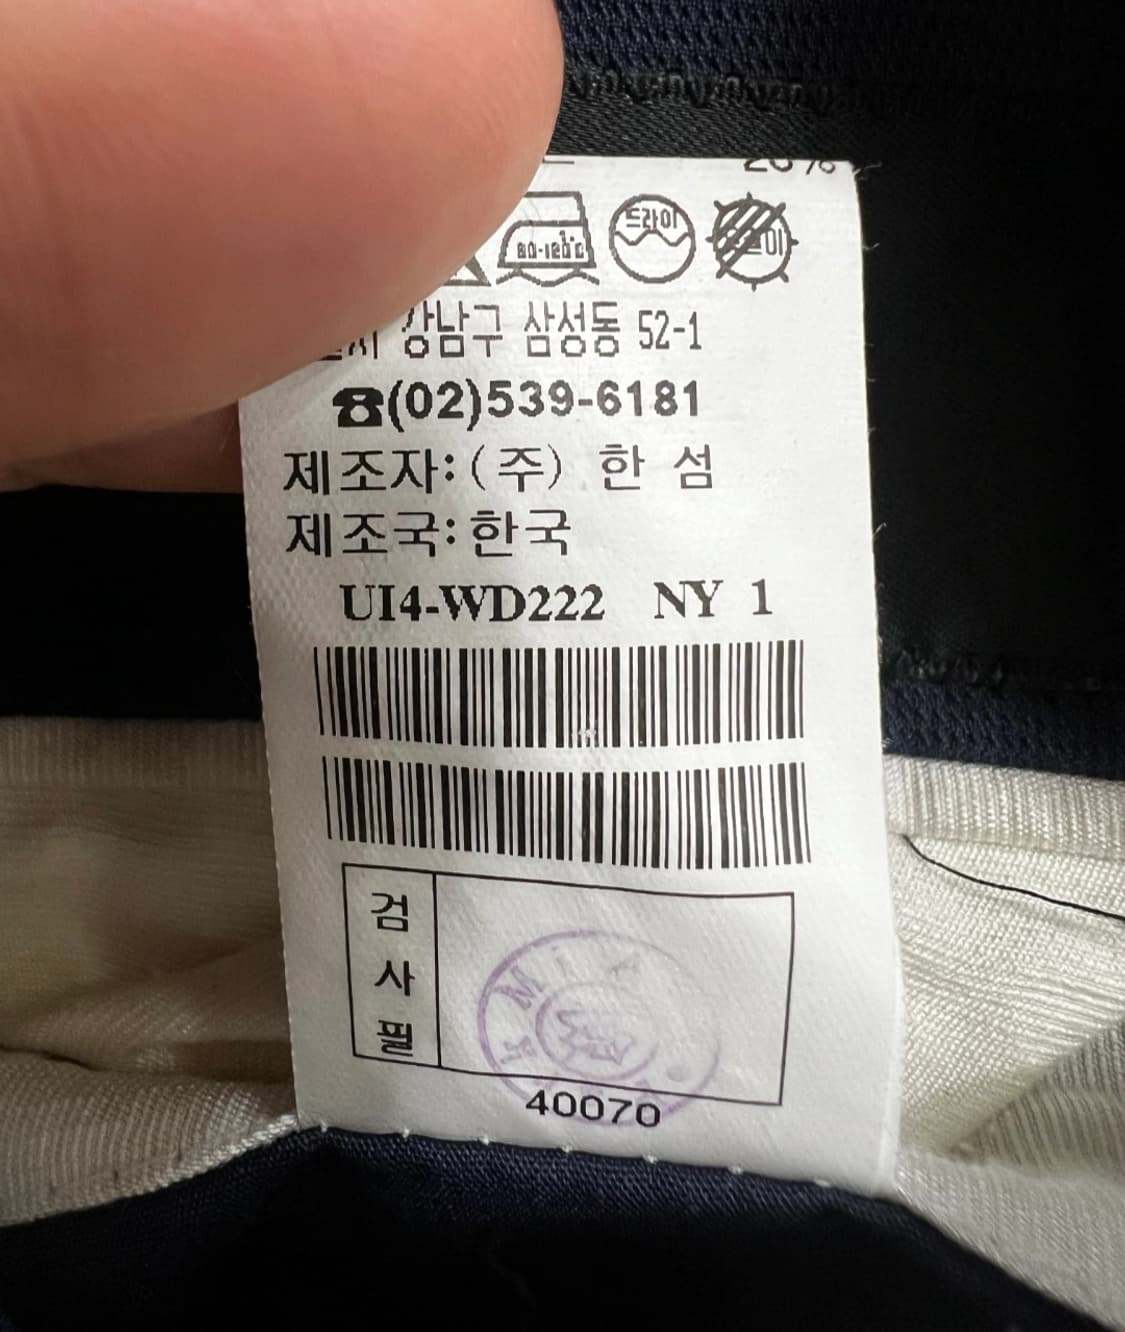 드라이
80-120°C
강남구 삼성동 52-1
☎(02)539-6181
제조자:(주) 한 섬
제조국:한국
UI4-WD222 NY 1
검
사
필
40070